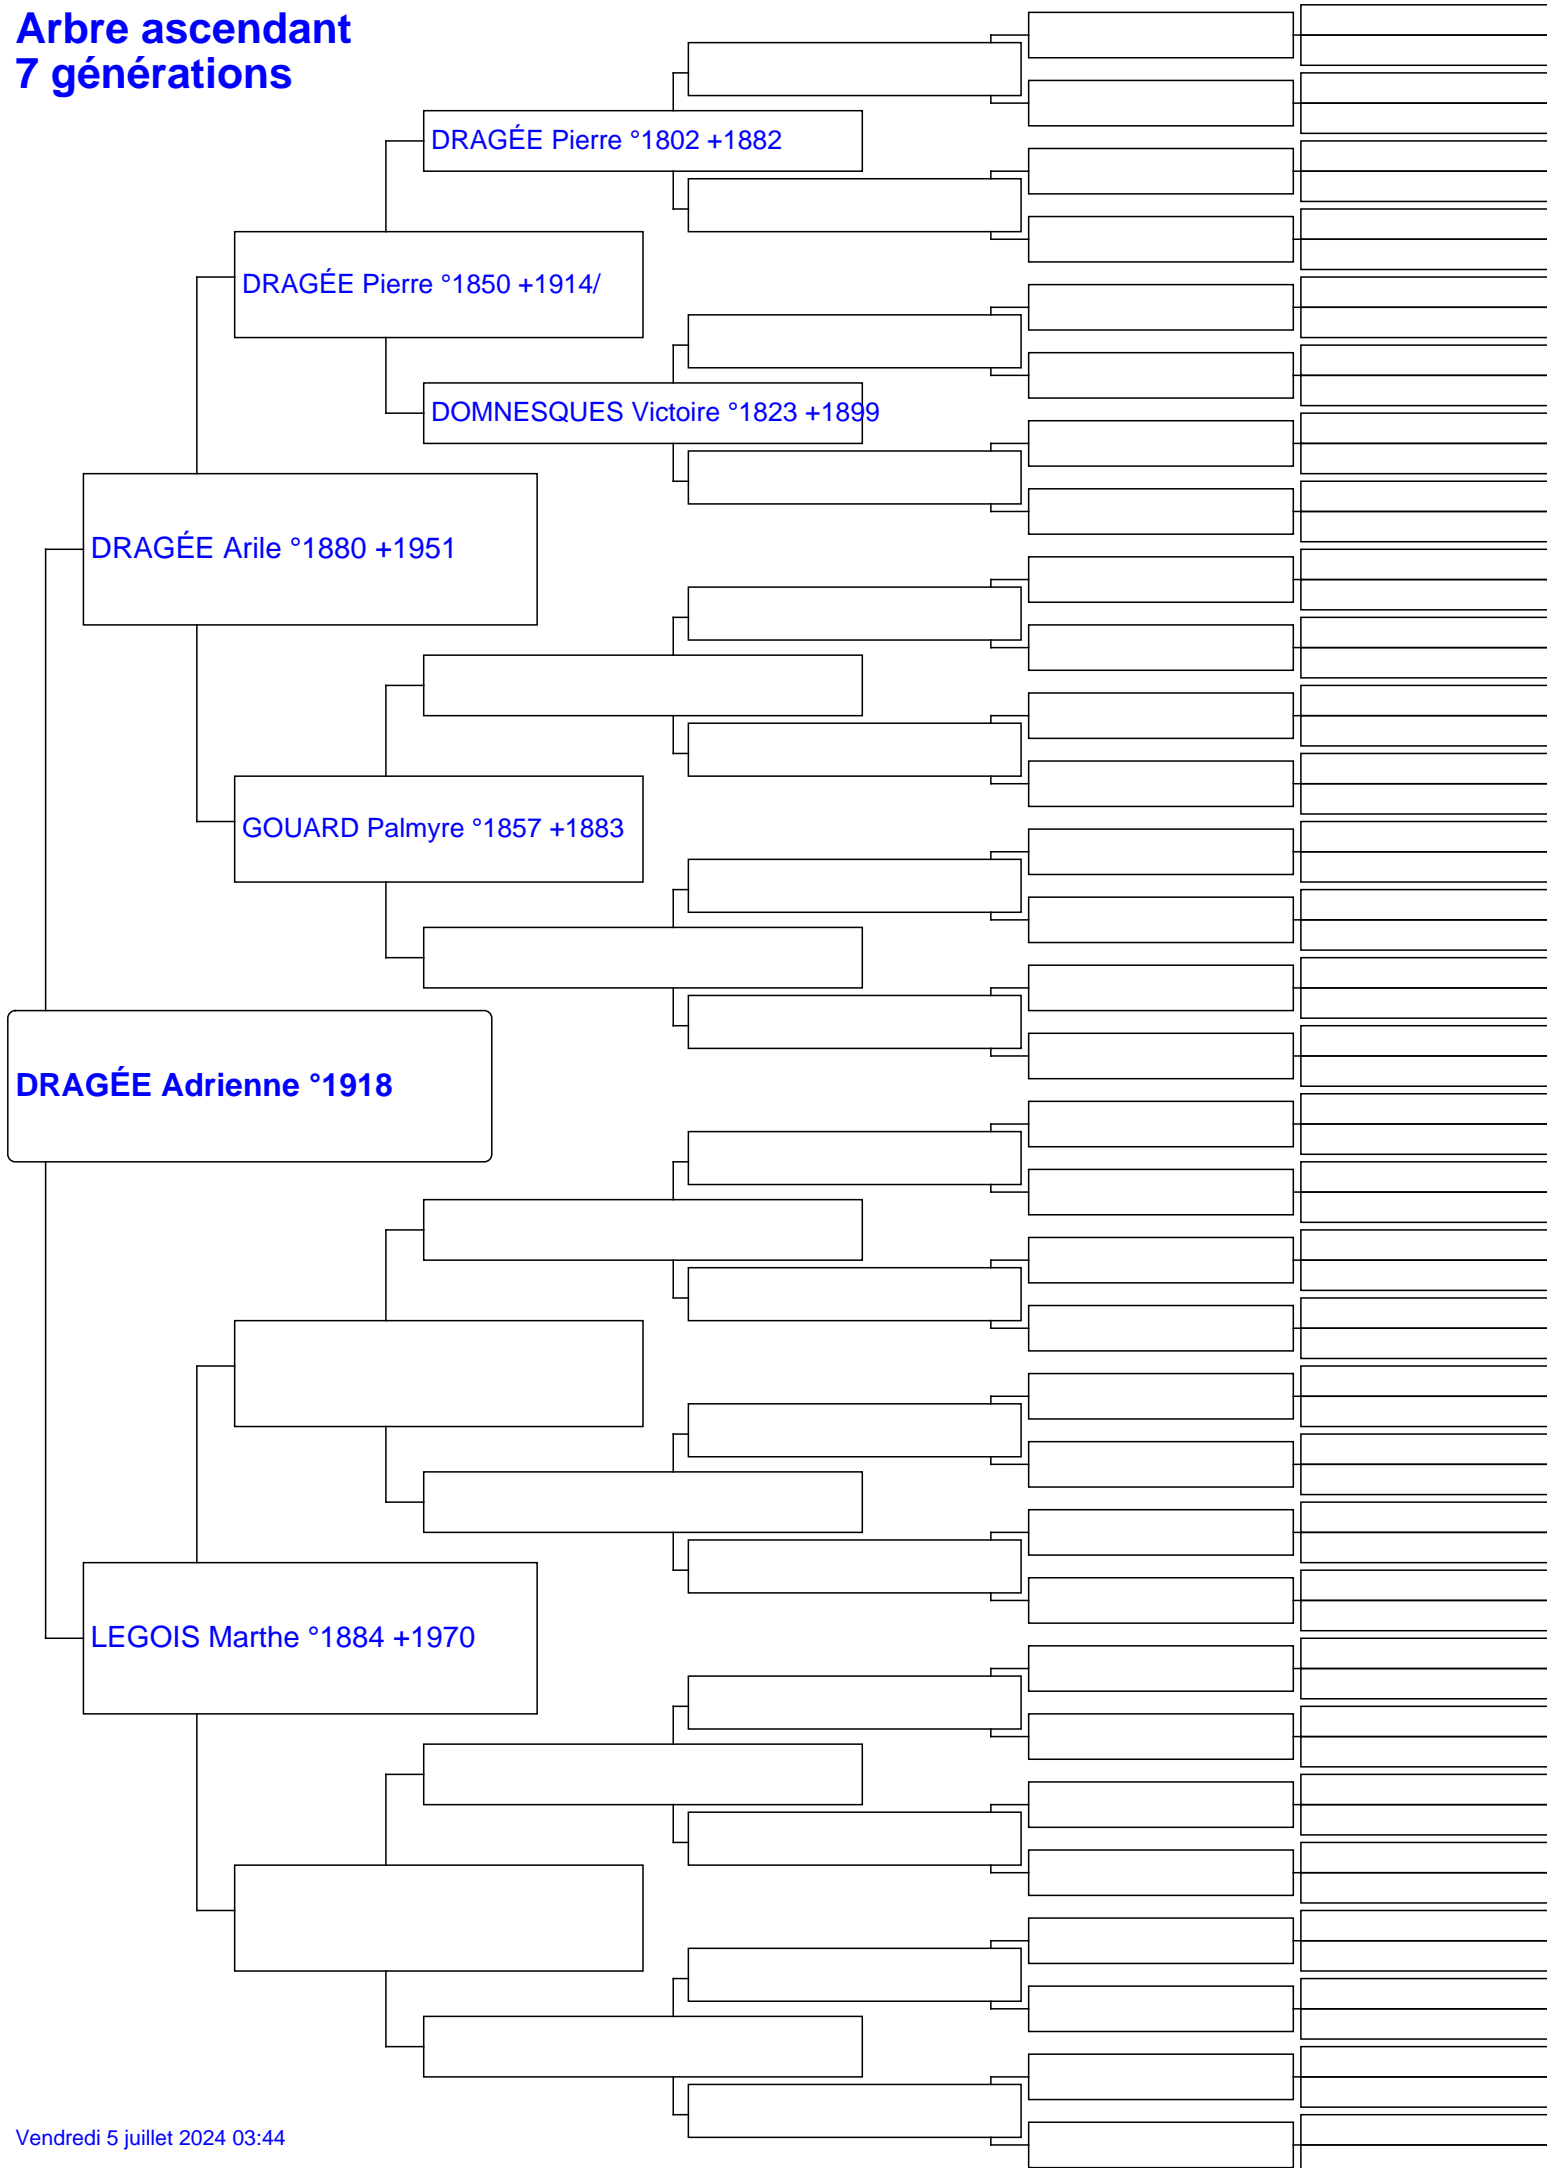 Arbre ascendant
7 générations
DRAGÉE Pierre °1802 +1882
DRAGÉE Pierre °1850 +1914/
DOMNESQUES Victoire °1823 +1899
DRAGÉE Arile °1880 +1951
GOUARD Palmyre °1857 +1883
DRAGÉE Adrienne °1918
LEGOIS Marthe °1884 +1970
Vendredi 5 juillet 2024 03:44